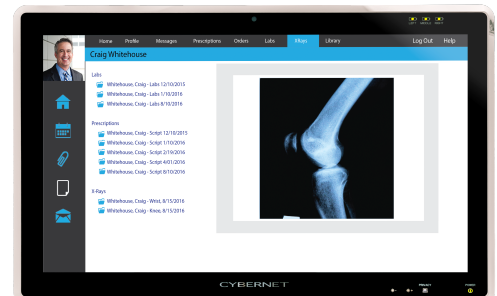 Home Profile Messages Prescriptions Orders Labs XRays Library Log Out Help
Craig Whitehouse
Labs
Whitehouse, Craig - Labs 12/10/2015
Whitehouse, Craig - Labs 1/10/2016
Whitehouse, Craig - Labs 8/10/2016
Prescriptions
Whitehouse, Craig - Script 12/10/2015
Whitehouse, Craig - Script 1/10/2016
Whitehouse, Craig - Script 2/19/2016
Whitehouse, Craig - Script 4/01/2016
Whitehouse, Craig - Script 8/10/2016
X-Rays
Whitehouse, Craig - Wrist, 8/15/2016
Whitehouse, Craig - Knee, 8/15/2016
CYBERNET
PRIVACY
POWER